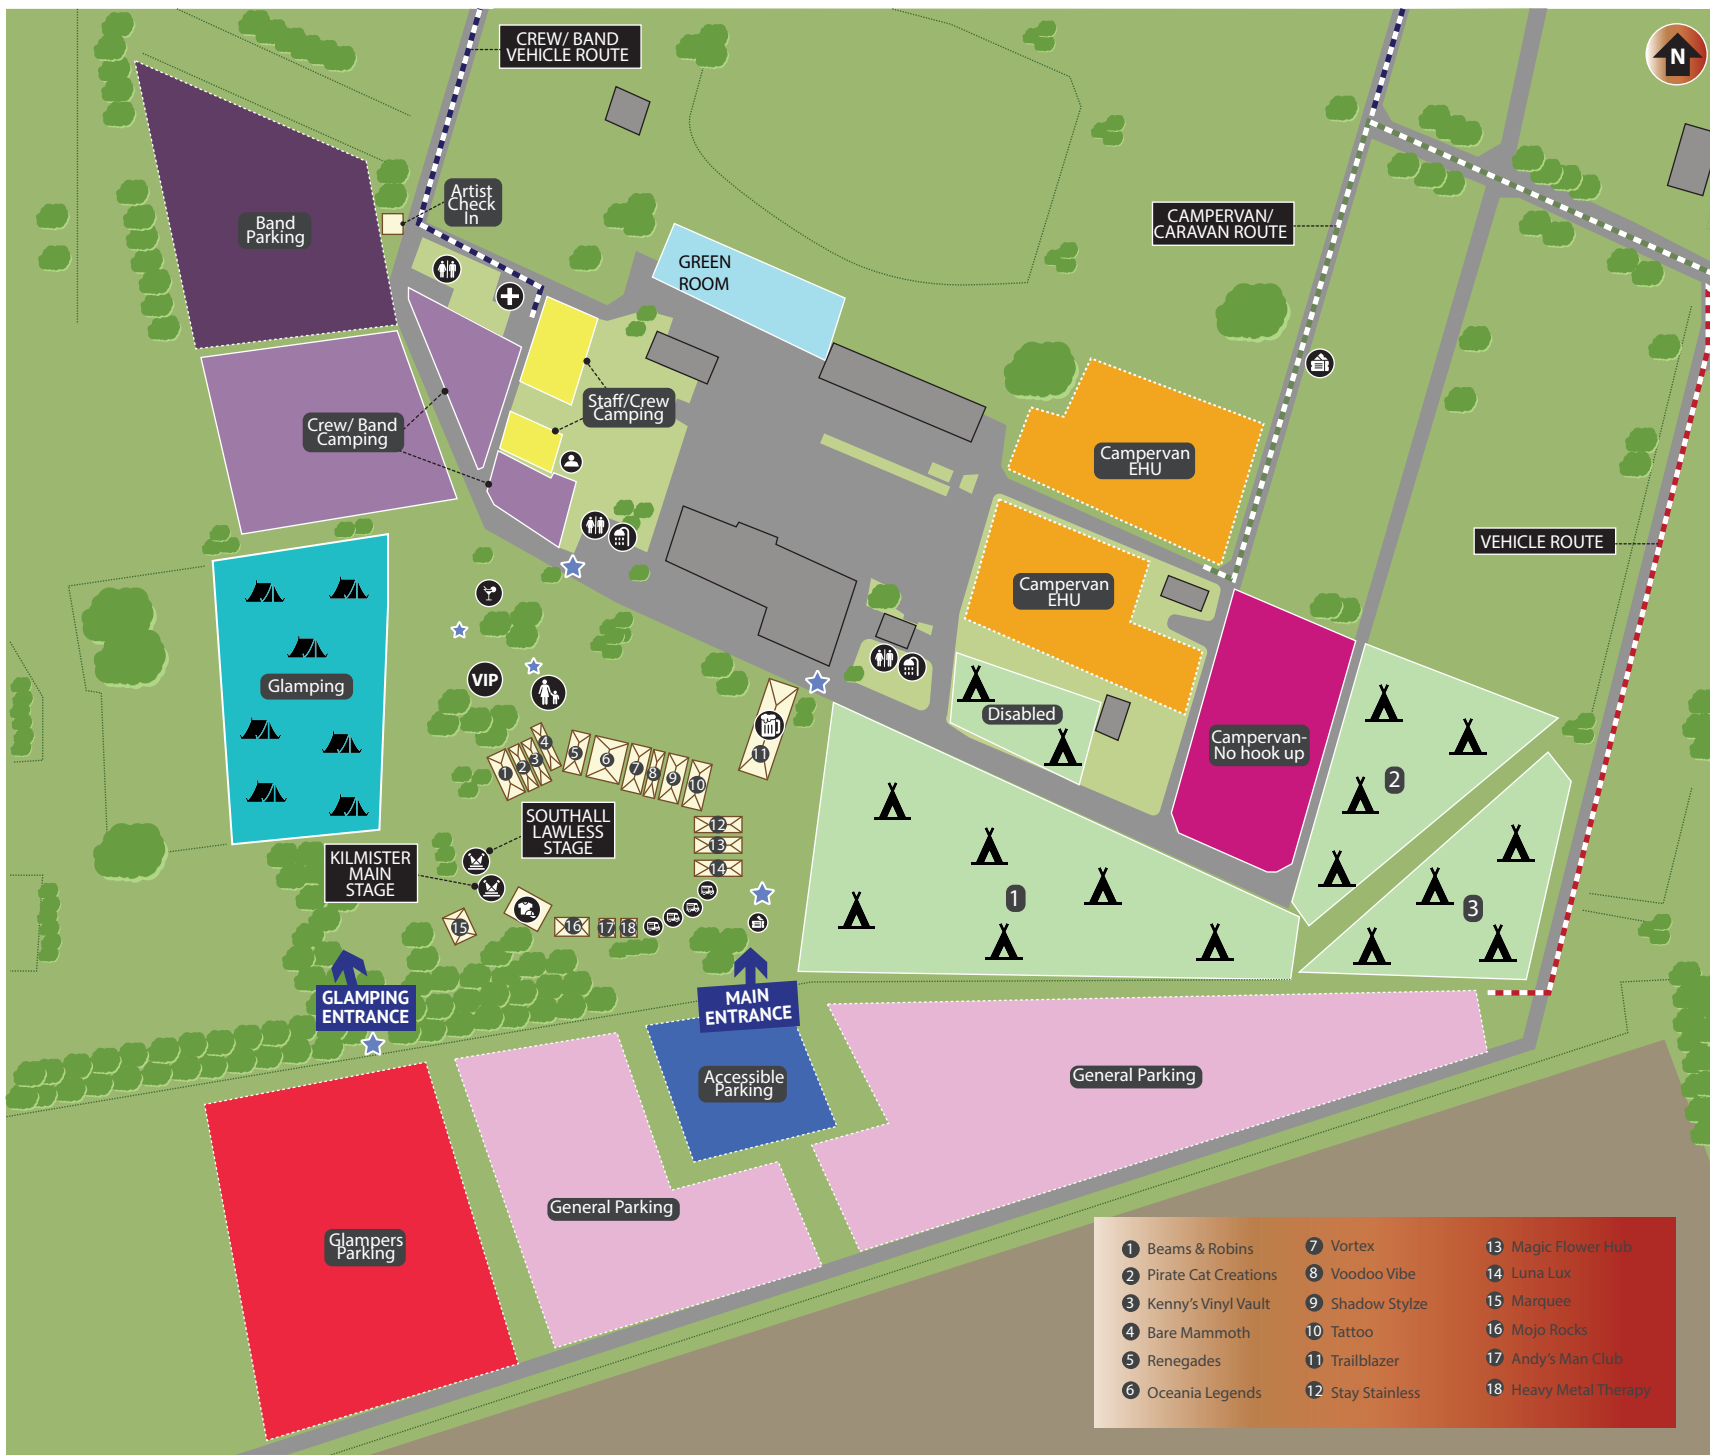 CREW/ BAND
VEHICLE ROUTE
N
Artist
Check
In
Band
Parking
CAMPERVAN/
CARAVAN ROUTE
GREEN
ROOM
Staff/Crew
Camping
Crew/ Band
Camping
Campervan
EHU
VEHICLE ROUTE
Campervan
EHU
Glamping
VIP
Disabled
Campervan-
No hook up
1
2
3
4
5
6
7
8
9
10
11
2
SOUTHALL
LAWLESS
STAGE
12
13
14
KILMISTER
MAIN
STAGE
1
3
15
16
17
18
GLAMPING
ENTRANCE
MAIN
ENTRANCE
Accessible
Parking
General Parking
General Parking
Glampers
Parking
1 Beams & Robins
2 Pirate Cat Creations
3 Kenny's Vinyl Vault
4 Bare Mammoth
5 Renegades
6 Oceania Legends
7 Vortex
8 Voodoo Vibe
9 Shadow Stylze
10 Tattoo
11 Trailblazer
12 Stay Stainless
13 Magic Flower Hub
14 Luna Lux
15 Marquee
16 Mojo Rocks
17 Andy's Man Club
18 Heavy Metal Therapy